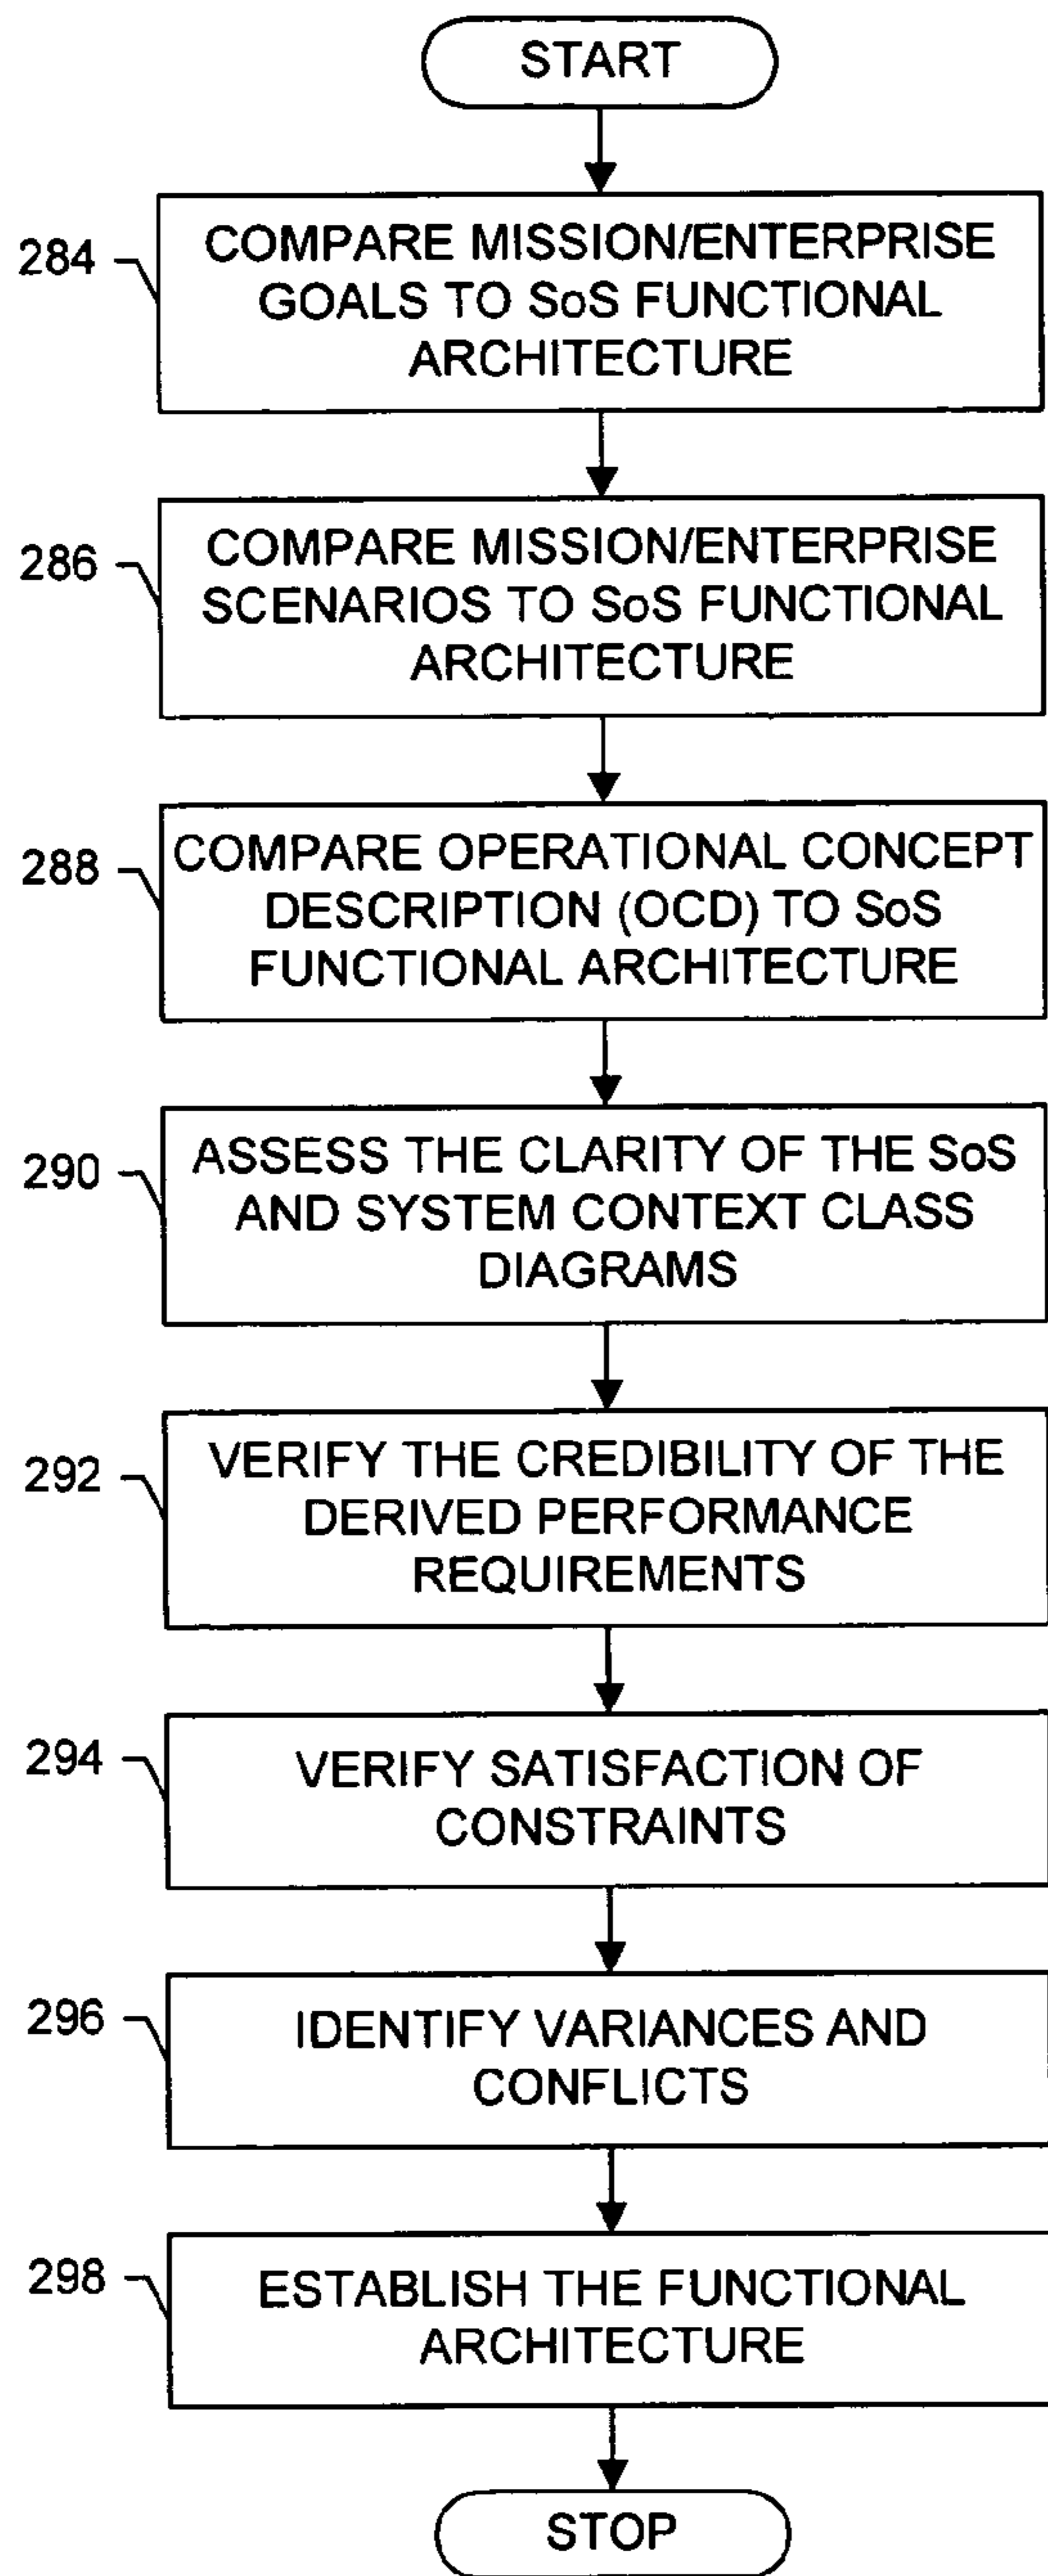 START
284
COMPARE MISSION/ENTERPRISE
GOALS TO SoS FUNCTIONAL
ARCHITECTURE
286
COMPARE MISSION/ENTERPRISE
SCENARIOS TO SoS FUNCTIONAL
ARCHITECTURE
288
COMPARE OPERATIONAL CONCEPT
DESCRIPTION (OCD) TO SoS
FUNCTIONAL ARCHITECTURE
290
ASSESS THE CLARITY OF THE SoS
AND SYSTEM CONTEXT CLASS
DIAGRAMS
292
VERIFY THE CREDIBILITY OF THE
DERIVED PERFORMANCE
REQUIREMENTS
294
VERIFY SATISFACTION OF
CONSTRAINTS
296
IDENTIFY VARIANCES AND
CONFLICTS
298
ESTABLISH THE FUNCTIONAL
ARCHITECTURE
STOP